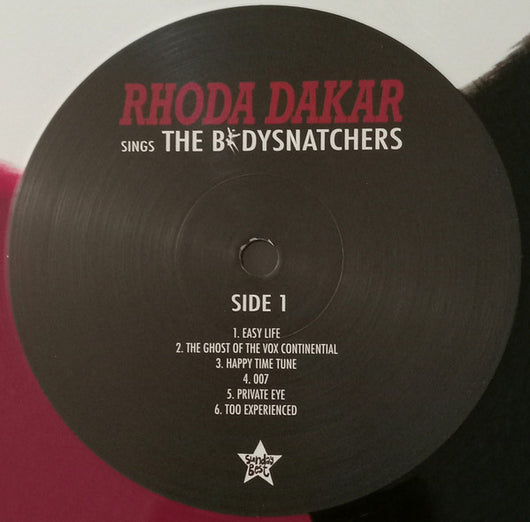 RHODA DAKAR
SINGS THE BODYSNATCHERS
SIDE 1
1. EASY LIFE
2. THE GHOST OF THE VOX CONTINENTIAL
3. HAPPY TIME TUNE
4. 007
5. PRIVATE EYE
6. TOO EXPERIENCED
Sunday
Best